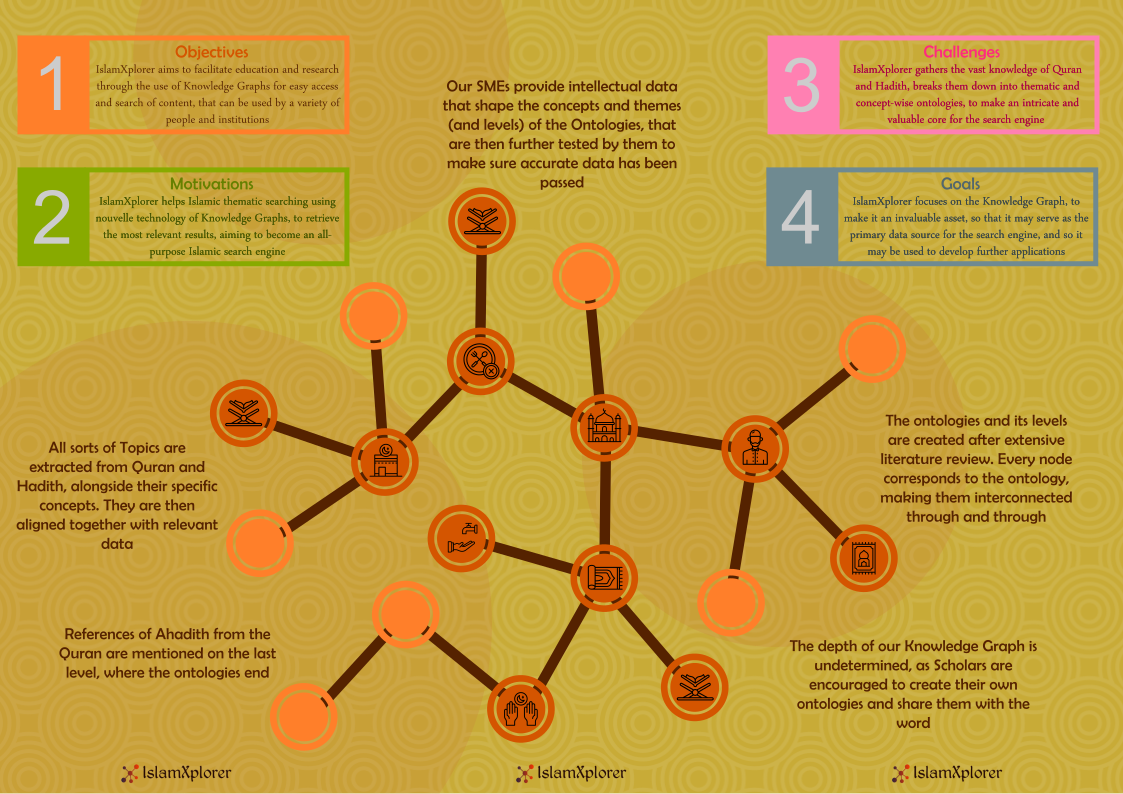 1
Objectives
IslamXplorer aims to facilitate education and research
through the use of Knowledge Graphs for easy access
and search of content, that can be used by a variety of
people and institutions
2
Motivations
IslamXplorer helps Islamic thematic searching using
nouvelle technology of Knowledge Graphs, to retrieve
the most relevant results, aiming to become an all-
purpose Islamic search engine
Our SMEs provide intellectual data
that shape the concepts and themes
(and levels) of the Ontologies, that
are then further tested by them to
make sure accurate data has been
passed
3
Challenges
IslamXplorer gathers the vast knowledge of Quran
and Hadith, breaks them down into thematic and
concept-wise ontologies, to make an intricate and
valuable core for the search engine
4
Goals
IslamXplorer focuses on the Knowledge Graph, to
make it an invaluable asset, so that it may serve as the
primary data source for the search engine, and so it
may be used to develop further applications
All sorts of Topics are
extracted from Quran and
Hadith, alongside their specific
concepts. They are then
aligned together with relevant
data
The ontologies and its levels
are created after extensive
literature review. Every node
corresponds to the ontology,
making them interconnected
through and through
References of Ahadith from the
Quran are mentioned on the last
level, where the ontologies end
The depth of our Knowledge Graph is
undetermined, as Scholars are
encouraged to create their own
ontologies and share them with the
word
IslamXplorer
IslamXplorer
IslamXplorer